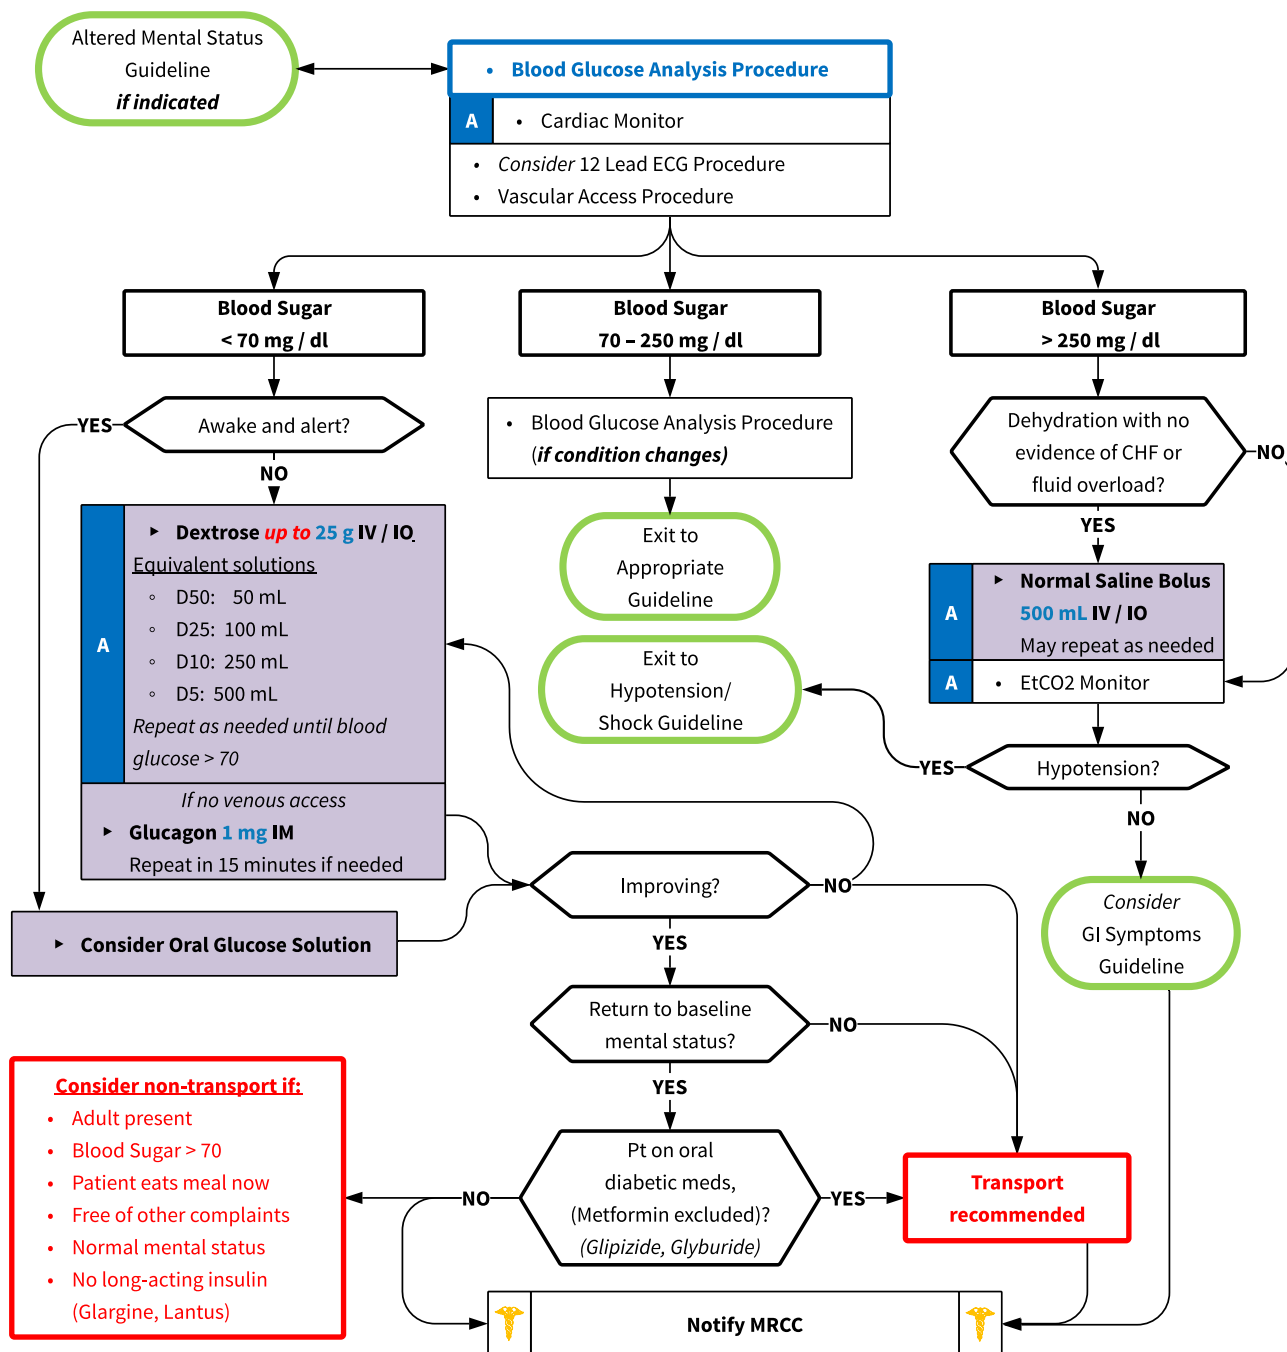 Altered Mental Status
Guideline
if indicated
• Blood Glucose Analysis Procedure
A
• Cardiac Monitor
• Consider 12 Lead ECG Procedure
• Vascular Access Procedure
Blood Sugar
< 70 mg / dl
Blood Sugar
70 – 250 mg / dl
Blood Sugar
> 250 mg / dl
YES
Awake and alert?
NO
• Blood Glucose Analysis Procedure
(if condition changes)
Dehydration with no
evidence of CHF or
fluid overload?
NO
YES
A
▸ Dextrose up to 25 g IV / IO.
Equivalent solutions
◦ D50: 50 mL
◦ D25: 100 mL
◦ D10: 250 mL
◦ D5: 500 mL
Repeat as needed until blood
glucose > 70
If no venous access
▸ Glucagon 1 mg IM
Repeat in 15 minutes if needed
▸ Consider Oral Glucose Solution
Exit to
Appropriate
Guideline
Exit to
Hypotension/
Shock Guideline
A
▸ Normal Saline Bolus
500 mL IV / IO
May repeat as needed
A
• EtCO2 Monitor
YES
Hypotension?
NO
Consider
GI Symptoms
Guideline
Improving?
NO
YES
Return to baseline
mental status?
NO
YES
Pt on oral
diabetic meds,
(Metformin excluded)?
(Glipizide, Glyburide)
NO
YES
Transport
recommended
Consider non-transport if:
• Adult present
• Blood Sugar > 70
• Patient eats meal now
• Free of other complaints
• Normal mental status
• No long-acting insulin
(Glargine, Lantus)
Notify MRCC